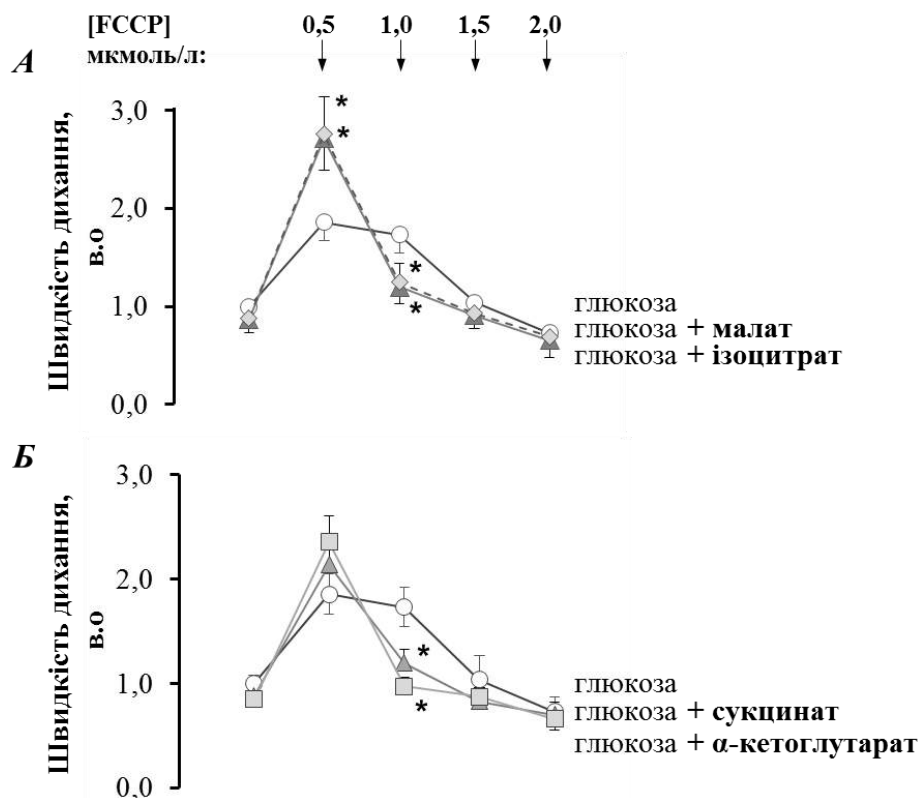 [FCCP] 0,5 1,0 1,5 2,0
мкмоль/л:
А
Швидкість дихання,
в.о
3,0
*
*
2,0
*
1,0
*
0,0
глюкоза
глюкоза + малат
глюкоза + ізоцитрат
Б
Швидкість дихання,
в.о
3,0
2,0
*
1,0
*
0,0
глюкоза
глюкоза + сукцинат
глюкоза + α-кетоглутарат